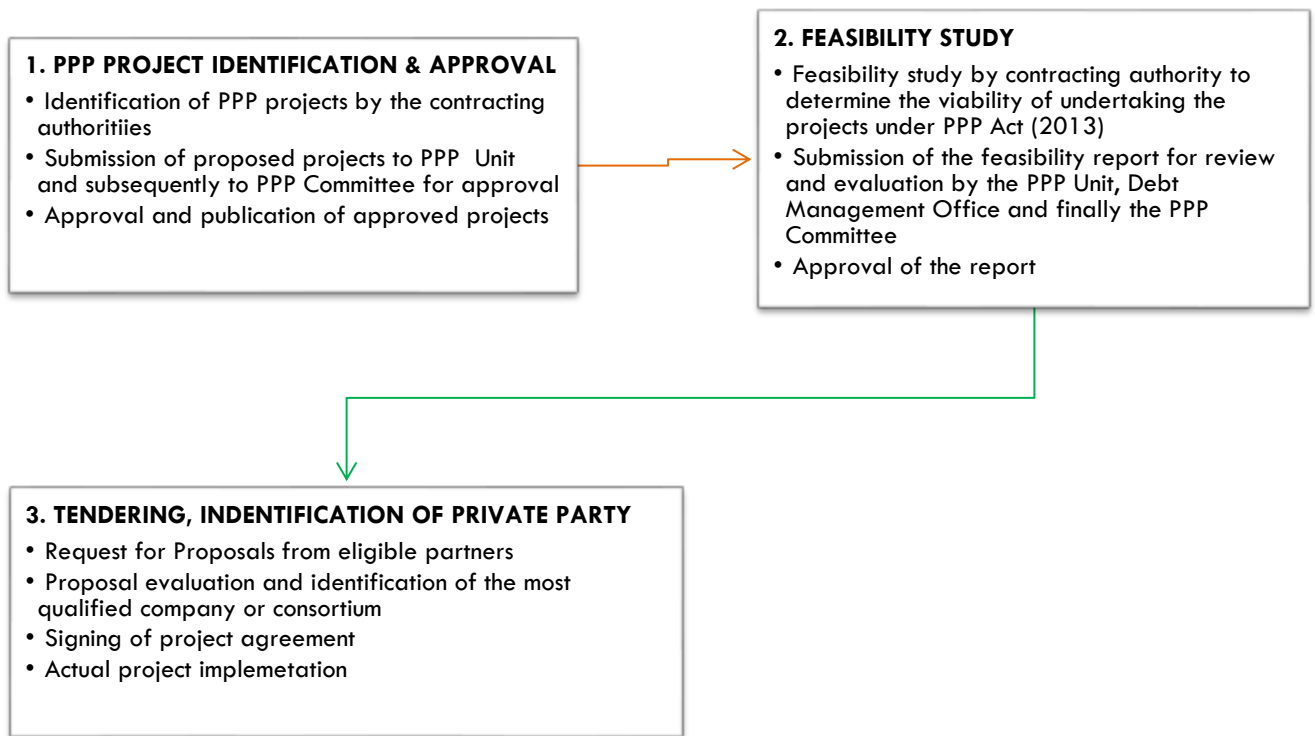 1. PPP PROJECT IDENTIFICATION & APPROVAL
• Identification of PPP projects by the contracting
authoritiies
• Submission of proposed projects to PPP Unit
and subsequently to PPP Committee for approval
• Approval and publication of approved projects
2. FEASIBILITY STUDY
• Feasibility study by contracting authority to
determine the viability of undertaking the
projects under PPP Act (2013)
• Submission of the feasibility report for review
and evaluation by the PPP Unit, Debt
Management Office and finally the PPP
Committee
• Approval of the report
3. TENDERING, INDENTIFICATION OF PRIVATE PARTY
• Request for Proposals from eligible partners
• Proposal evaluation and identification of the most
qualified company or consortium
• Signing of project agreement
• Actual project implemetation